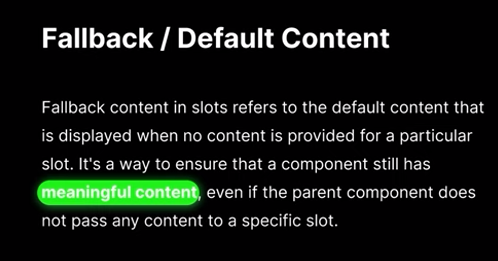 Fallback / Default Content
Fallback content in slots refers to the default content that
is displayed when no content is provided for a particular
slot. It's a way to ensure that a component still has
meaningful content, even if the parent component does
not pass any content to a specific slot.